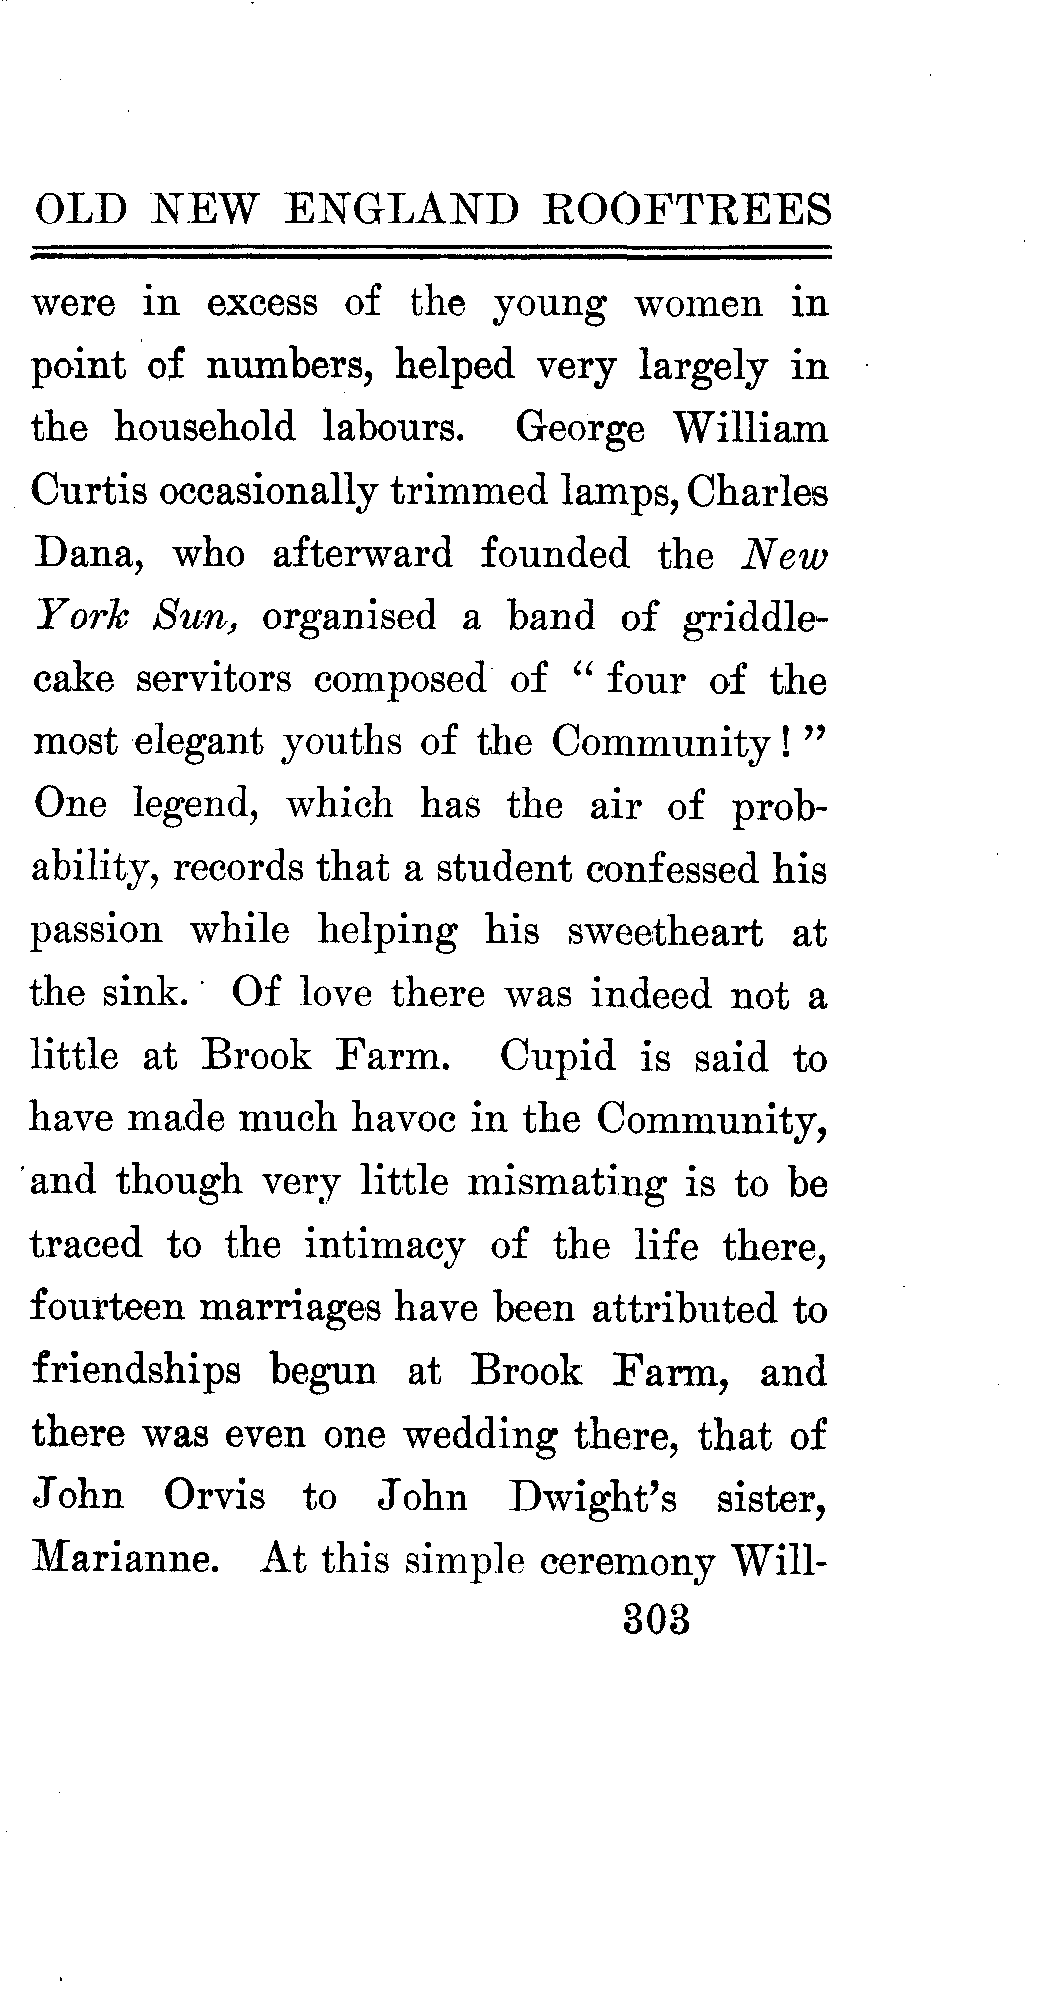 OLD NEW ENGLAND ROOFTREES
were in excess of the young women in
point of numbers, helped very largely in
the household labours. George William
Curtis occasionally trimmed lamps, Charles
Dana, who afterward founded the New
York Sun, organised a band of griddle-
cake servitors composed of " four of the
most elegant youths of the Community ! "
One legend, which has the air of prob-
ability, records that a student confessed his
passion while helping his sweetheart at
the sink. Of love there was indeed not a
little at Brook Farm. Cupid is said to
have made much havoc in the Community,
and though very little mismating is to be
traced to the intimacy of the life there,
fourteen marriages have been attributed to
friendships begun at Brook Farm, and
there was even one wedding there, that of
John Orvis to John Dwight's sister,
Marianne. At this simple ceremony Will-
303